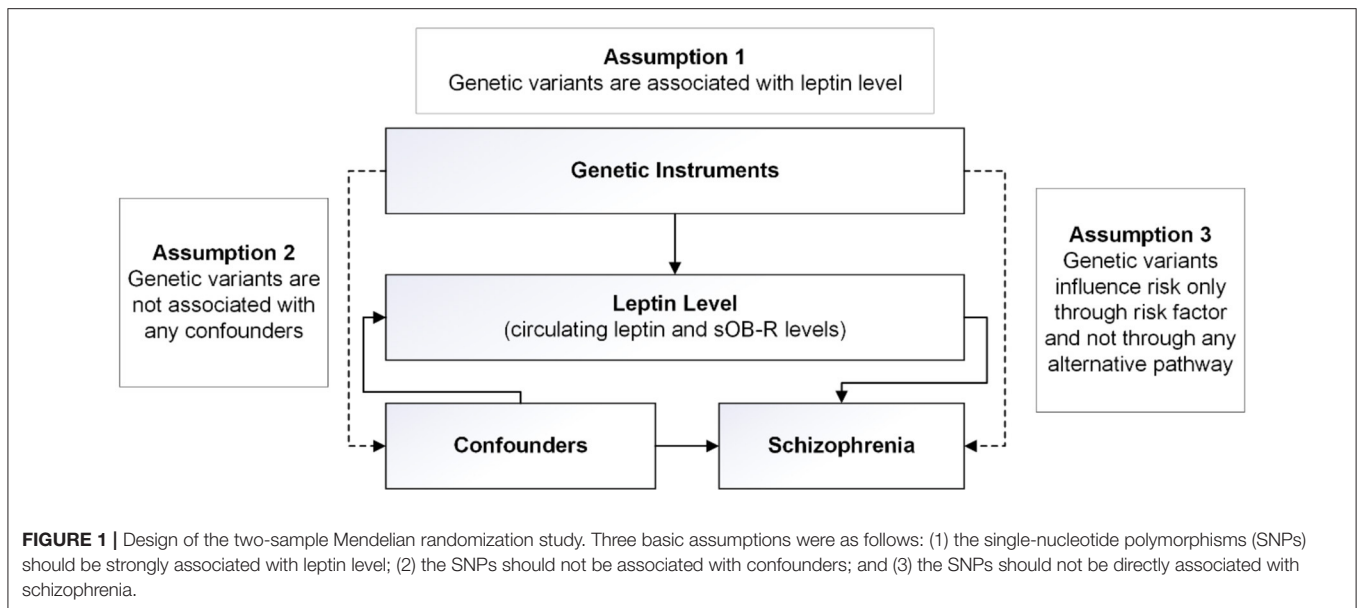 Assumption 1
Genetic variants are associated with leptin level
Genetic Instruments
Assumption 2
Genetic variants are
not associated with
any confounders
Assumption 3
Genetic variants
influence risk only
through risk factor
and not through any
alternative pathway
Leptin Level
(circulating leptin and sOB-R levels)
Confounders
Schizophrenia
FIGURE 1 | Design of the two-sample Mendelian randomization study. Three basic assumptions were as follows: (1) the single-nucleotide polymorphisms (SNPs)
should be strongly associated with leptin level; (2) the SNPs should not be associated with confounders; and (3) the SNPs should not be directly associated with
schizophrenia.